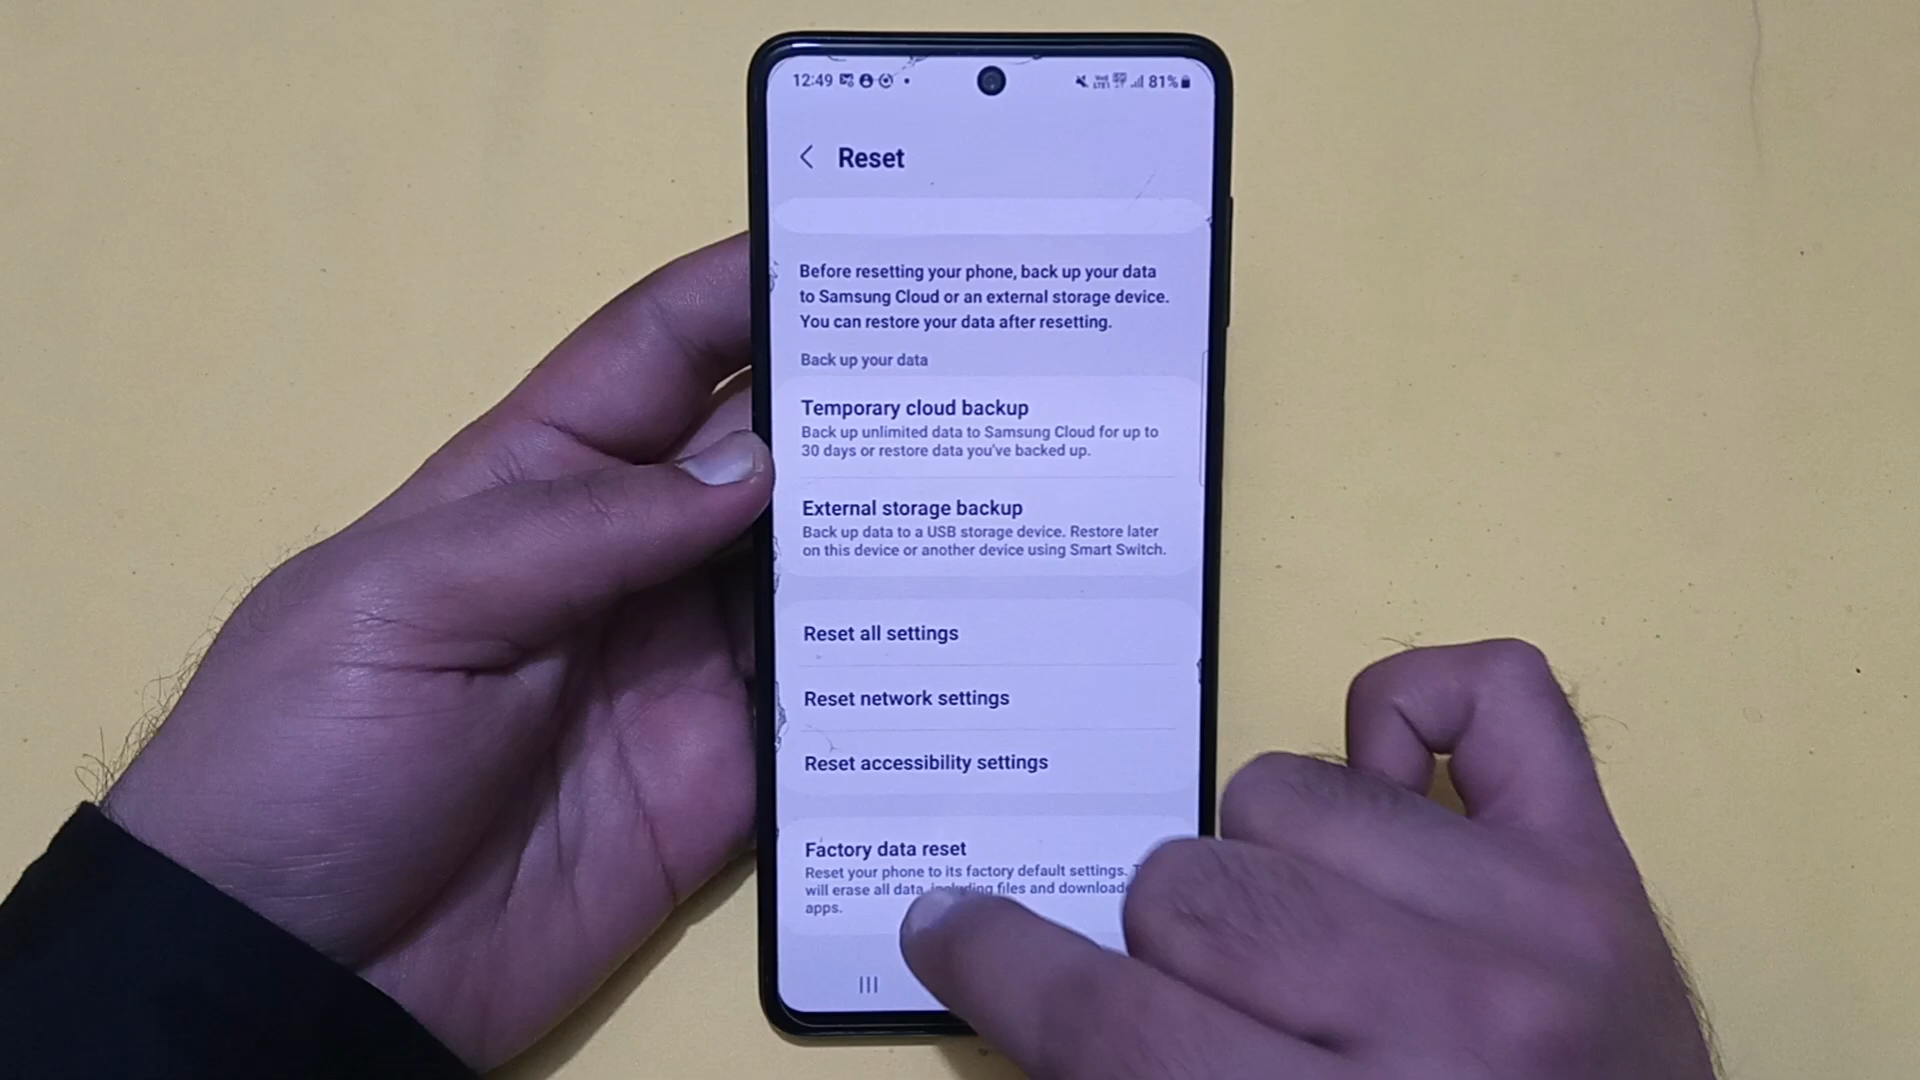 12:49
81%
Reset
Before resetting your phone, back up your data
to Samsung Cloud or an external storage device.
You can restore your data after resetting.
Back up your data
Temporary cloud backup
Back up unlimited data to Samsung Cloud for up to
30 days or restore data you've backed up.
External storage backup
Back up data to a USB storage device. Restore later
on this device or another device using Smart Switch.
Reset all settings
Reset network settings
Reset accessibility settings
Factory data reset
Reset your phone to its factory default settings.
will erase all data, including files and
apps.